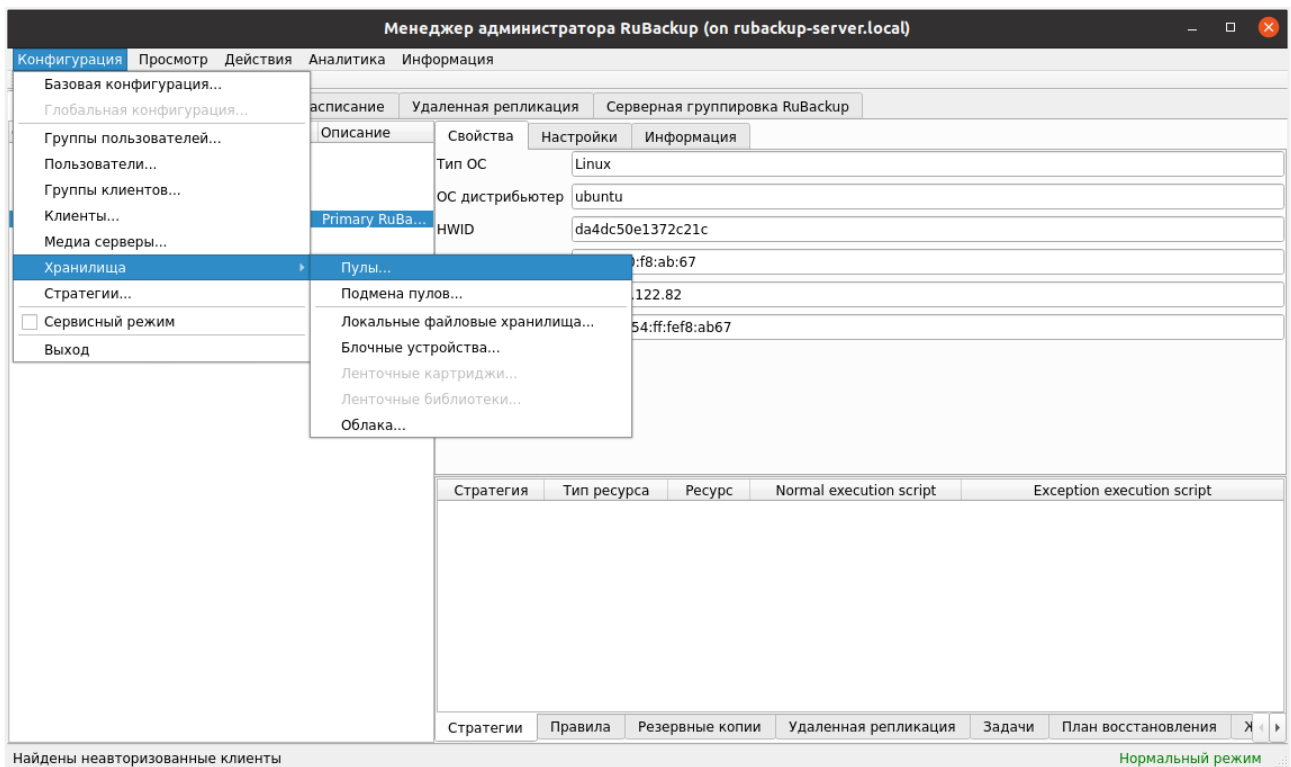 Менеджер администратора RuBackup (on rubackup-server.local)
Конфигурация Просмотр Действия Аналитика Информация
Базовая конфигурация...
Глобальная конфигурация...
Удаленная репликация Серверная группировка RuBackup
Группы пользователей...
Пользователи...
Группы клиентов...
Клиенты...
Медиа серверы...
Хранилища
Стратегии...
Сервисный режим
Выход
Пулы...
Подмена пулов...
Локальные файловые хранилища...
Блочные устройства...
Ленточные картриджи...
Ленточные библиотеки...
Облака...
Описание
Primary RuBa...
Свойства Настройки Информация
Тип ОС Linux
ОС дистрибьютер ubuntu
HWID da4dc50e1372c21c
:f8:ab:67
.122.82
54:ff:fef8:ab67
Стратегия Тип ресурса Ресурс Normal execution script Exception execution script
Стратегии Правила Резервные копии Удаленная репликация Задачи План восстановления
Найдены неавторизованные клиенты Нормальный режим